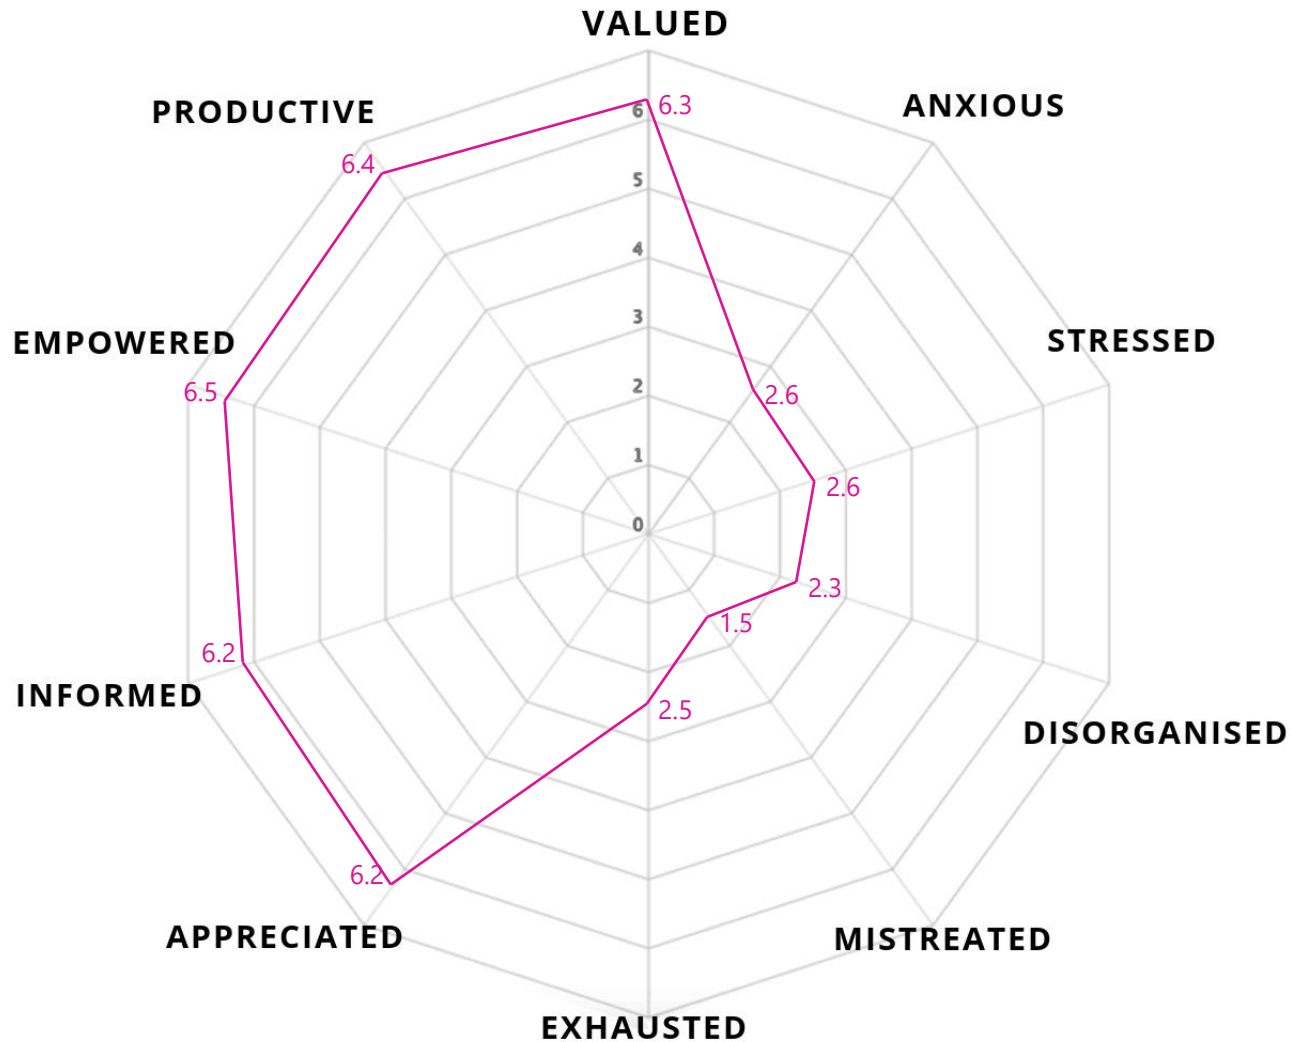 VALUED
PRODUCTIVE
ANXIOUS
6.3
6
6.4
5
4
EMPOWERED
STRESSED
3
6.5
2
2.6
1
2.6
0
2.3
1.5
6.2
INFORMED
2.5
DISORGANISED
6.2
APPRECIATED
MISTREATED
EXHAUSTED